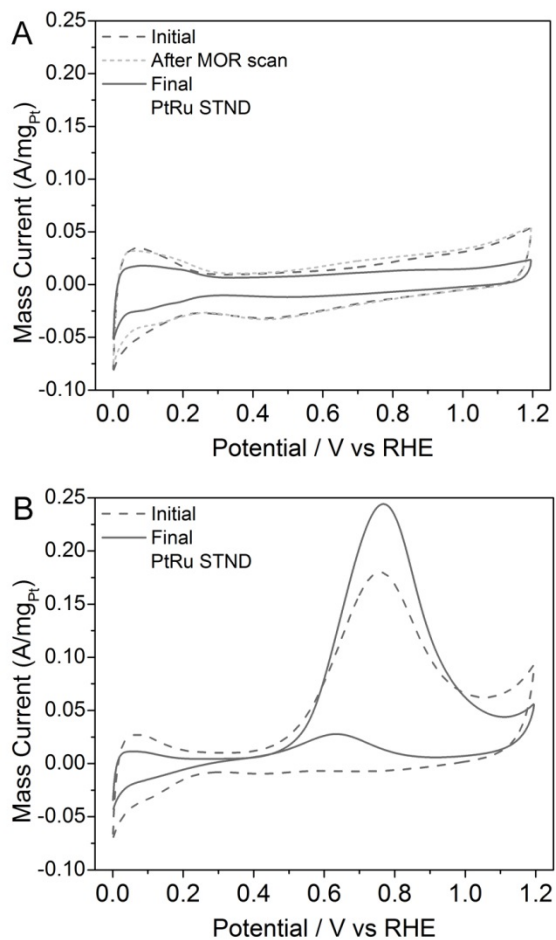 A
Initial
After MOR scan
Final
PtRu STND
Mass Current (A/mgPt)
0.25
0.20
0.15
0.10
0.05
0.00
-0.05
-0.10
0.0 0.2 0.4 0.6 0.8 1.0 1.2
Potential / V vs RHE
B
Initial
Final
PtRu STND
Mass Current (A/mgPt)
0.25
0.20
0.15
0.10
0.05
0.00
-0.05
-0.10
0.0 0.2 0.4 0.6 0.8 1.0 1.2
Potential / V vs RHE